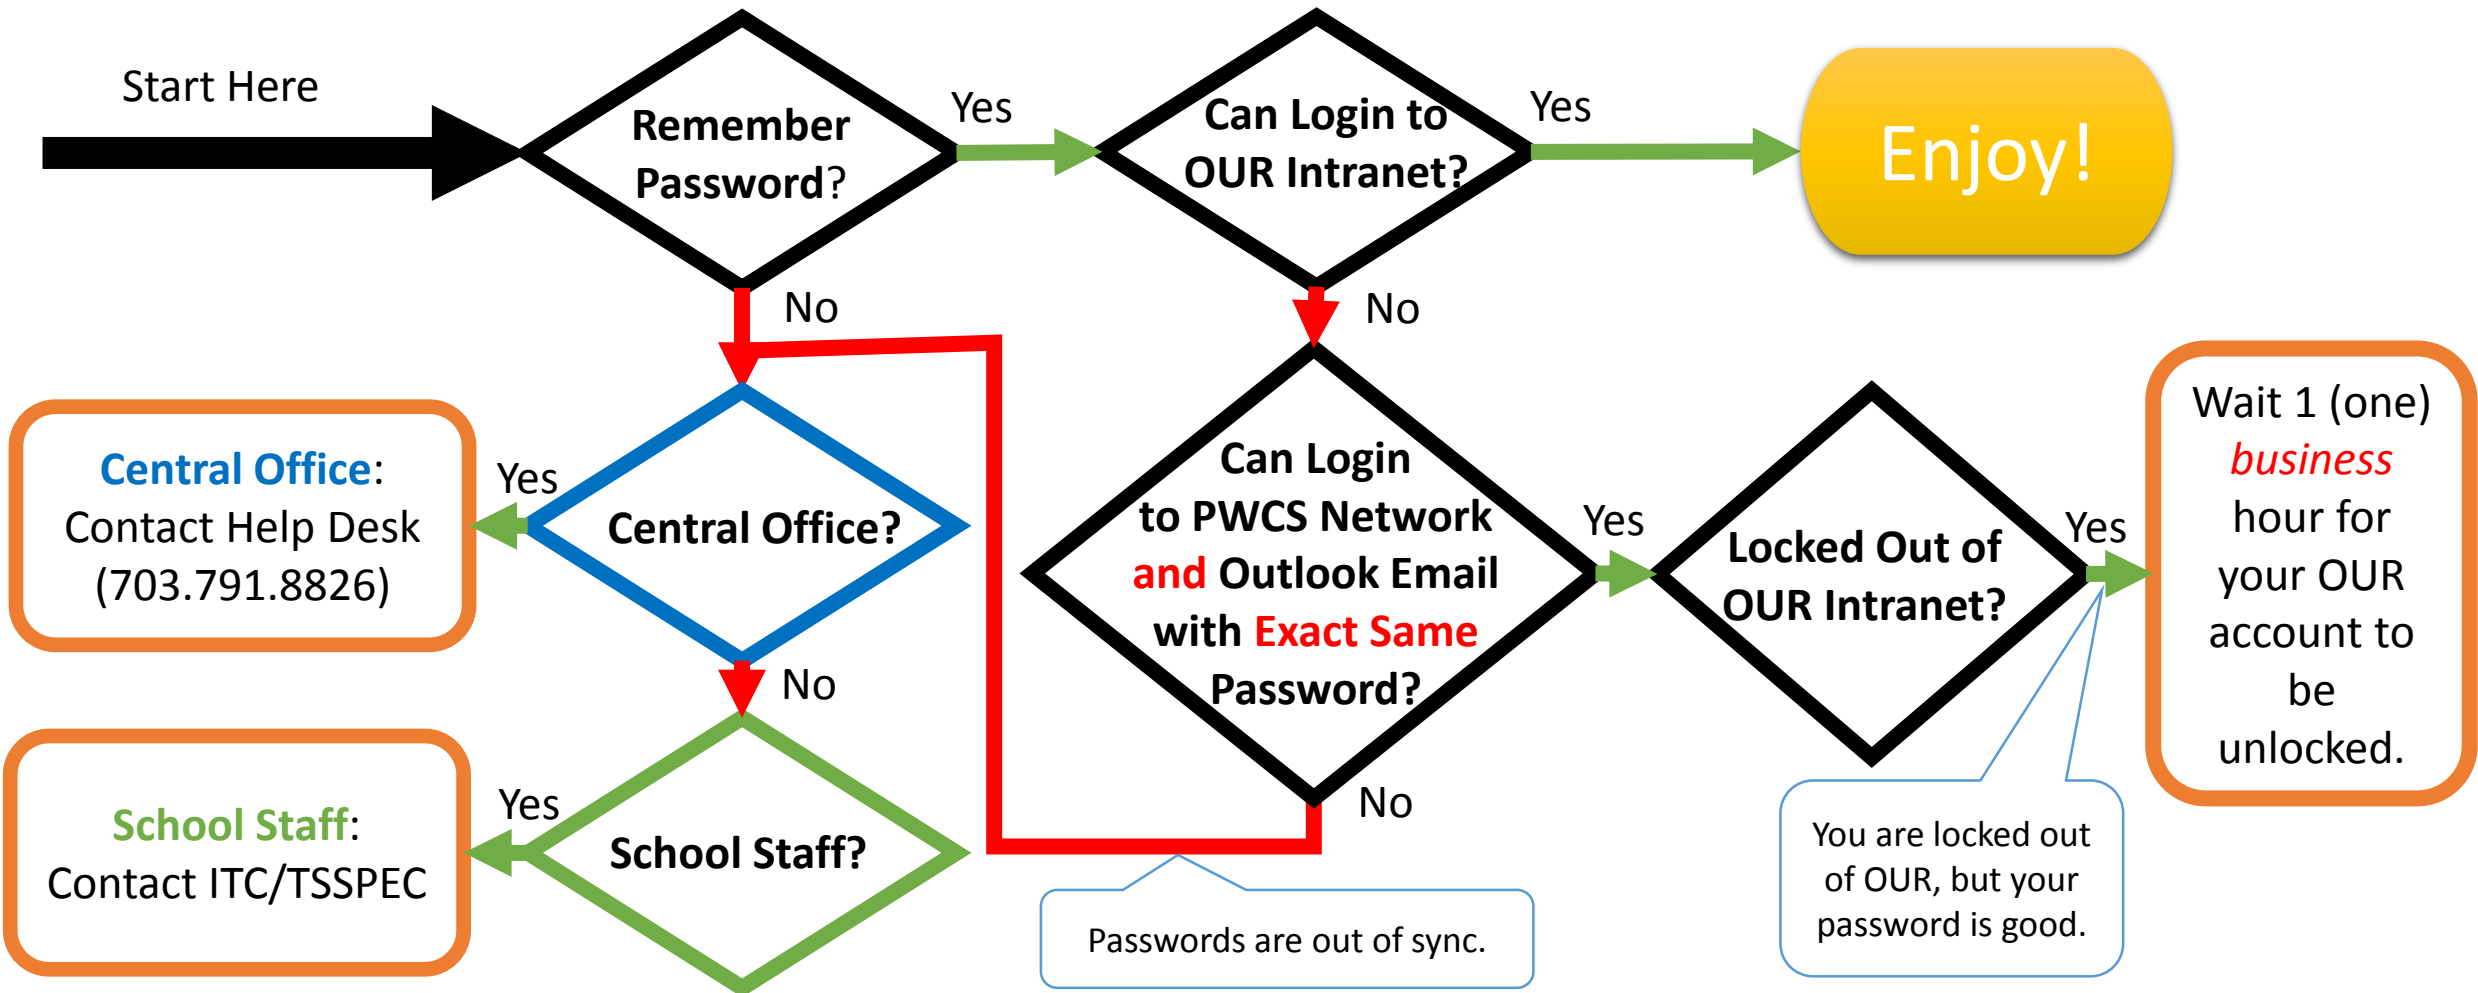 Start Here
Remember
Password?
Yes
Can Login to
OUR Intranet?
Yes
Enjoy!
No
No
Central Office:
Contact Help Desk
(703.791.8826)
Yes
Central Office?
Can Login
to PWCS Network
and Outlook Email
with Exact Same
Password?
Yes
Locked Out of
OUR Intranet?
Yes
Wait 1 (one)
business
hour for
your OUR
account to
be
unlocked.
No
No
School Staff:
Contact ITC/TSSPEC
Yes
School Staff?
Passwords are out of sync.
You are locked out
of OUR, but your
password is good.